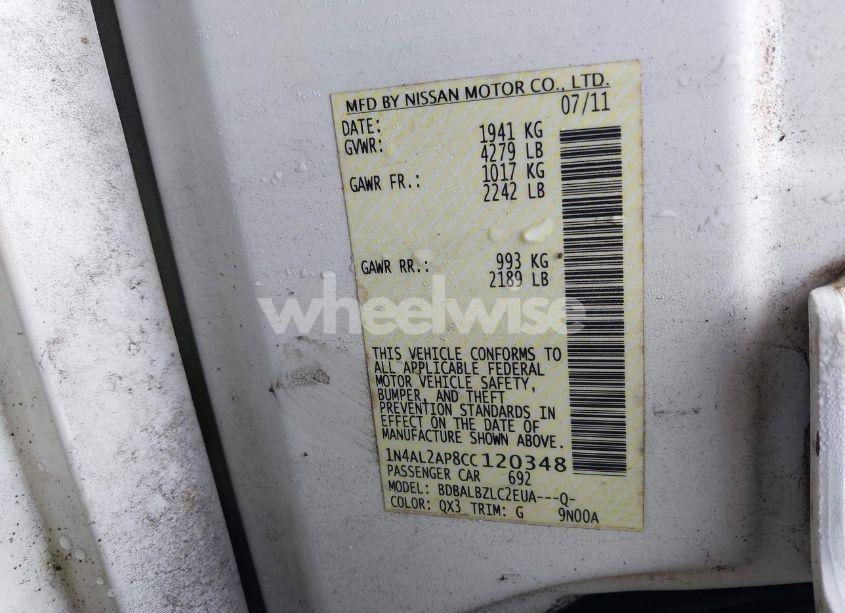 MFD BY NISSAN MOTOR CO., LTD.
DATE: 07/11
GVWR: 1941 KG
4279 LB
GAWR FR.: 1017 KG
2242 LB
GAWR RR.: 993 KG
2189 LB
wheelwise
THIS VEHICLE CONFORMS TO
ALL APPLICABLE FEDERAL
MOTOR VEHICLE SAFETY,
BUMPER, AND THEFT
PREVENTION STANDARDS IN
EFFECT ON THE DATE OF
MANUFACTURE SHOWN ABOVE.
1N4AL2AP8CC120348
PASSENGER CAR 692
MODEL: BDBALBZLC2EUA---Q-
COLOR: QX3 TRIM: G 9N00A